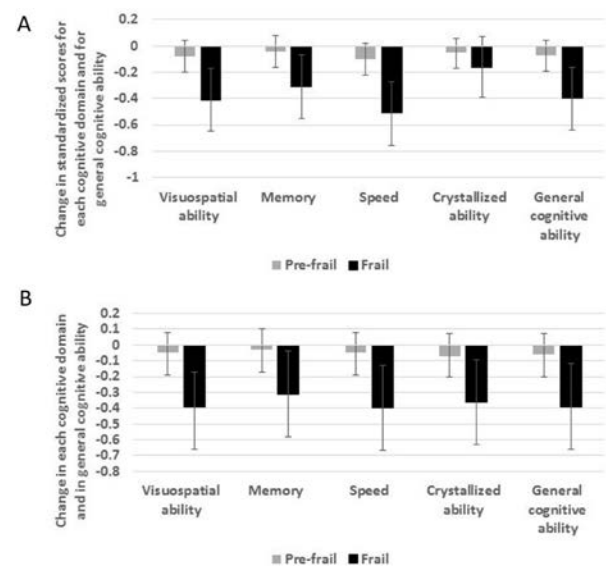 A
Change in standardized scores for
each cognitive domain and for
general cognitive ability
0.2
0
-0.2
-0.4
-0.6
-0.8
-1
Visuospatial
ability
Memory
Speed
Crystallized
ability
General
cognitive
ability
Pre-frail
Frail
B
Change in each cognitive domain
and in general cognitive ability
0.2
0.1
0
-0.1
-0.2
-0.3
-0.4
-0.5
-0.6
-0.7
-0.8
Visuospatial
ability
Memory
Speed
Crystallized
ability
General
cognitive
ability
Pre-frail
Frail